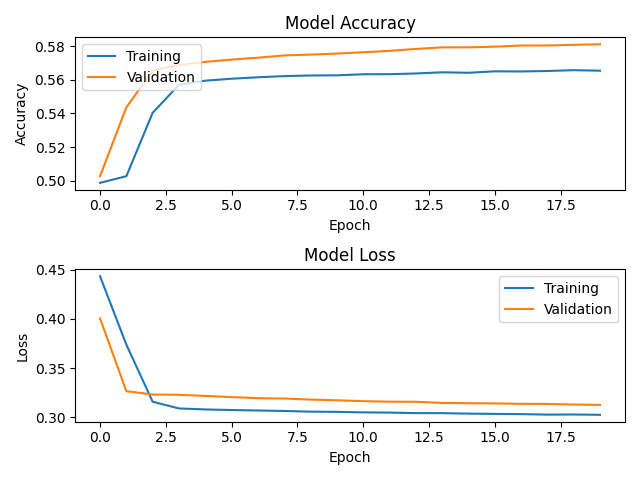 Model Accuracy
0.58
0.56
0.54
0.52
0.50
Accuracy
Training
Validation
0.0 2.5 5.0 7.5 10.0 12.5 15.0 17.5
Epoch
Model Loss
0.45
0.40
0.35
0.30
Loss
Training
Validation
0.0 2.5 5.0 7.5 10.0 12.5 15.0 17.5
Epoch